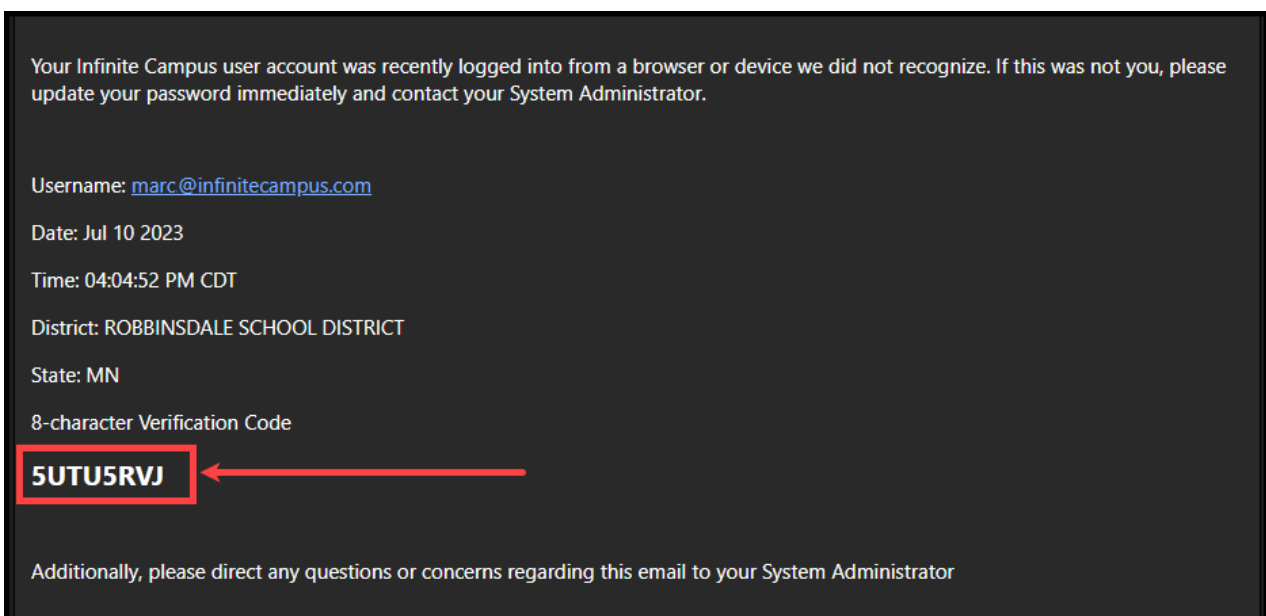 Your Infinite Campus user account was recently logged into from a browser or device we did not recognize. If this was not you, please
update your password immediately and contact your System Administrator.
Username: marc@infinitecampus.com
Date: Jul 10 2023
Time: 04:04:52 PM CDT
District: ROBBINSDALE SCHOOL DISTRICT
State: MN
8-character Verification Code
5UTU5RVJ
Additionally, please direct any questions or concerns regarding this email to your System Administrator